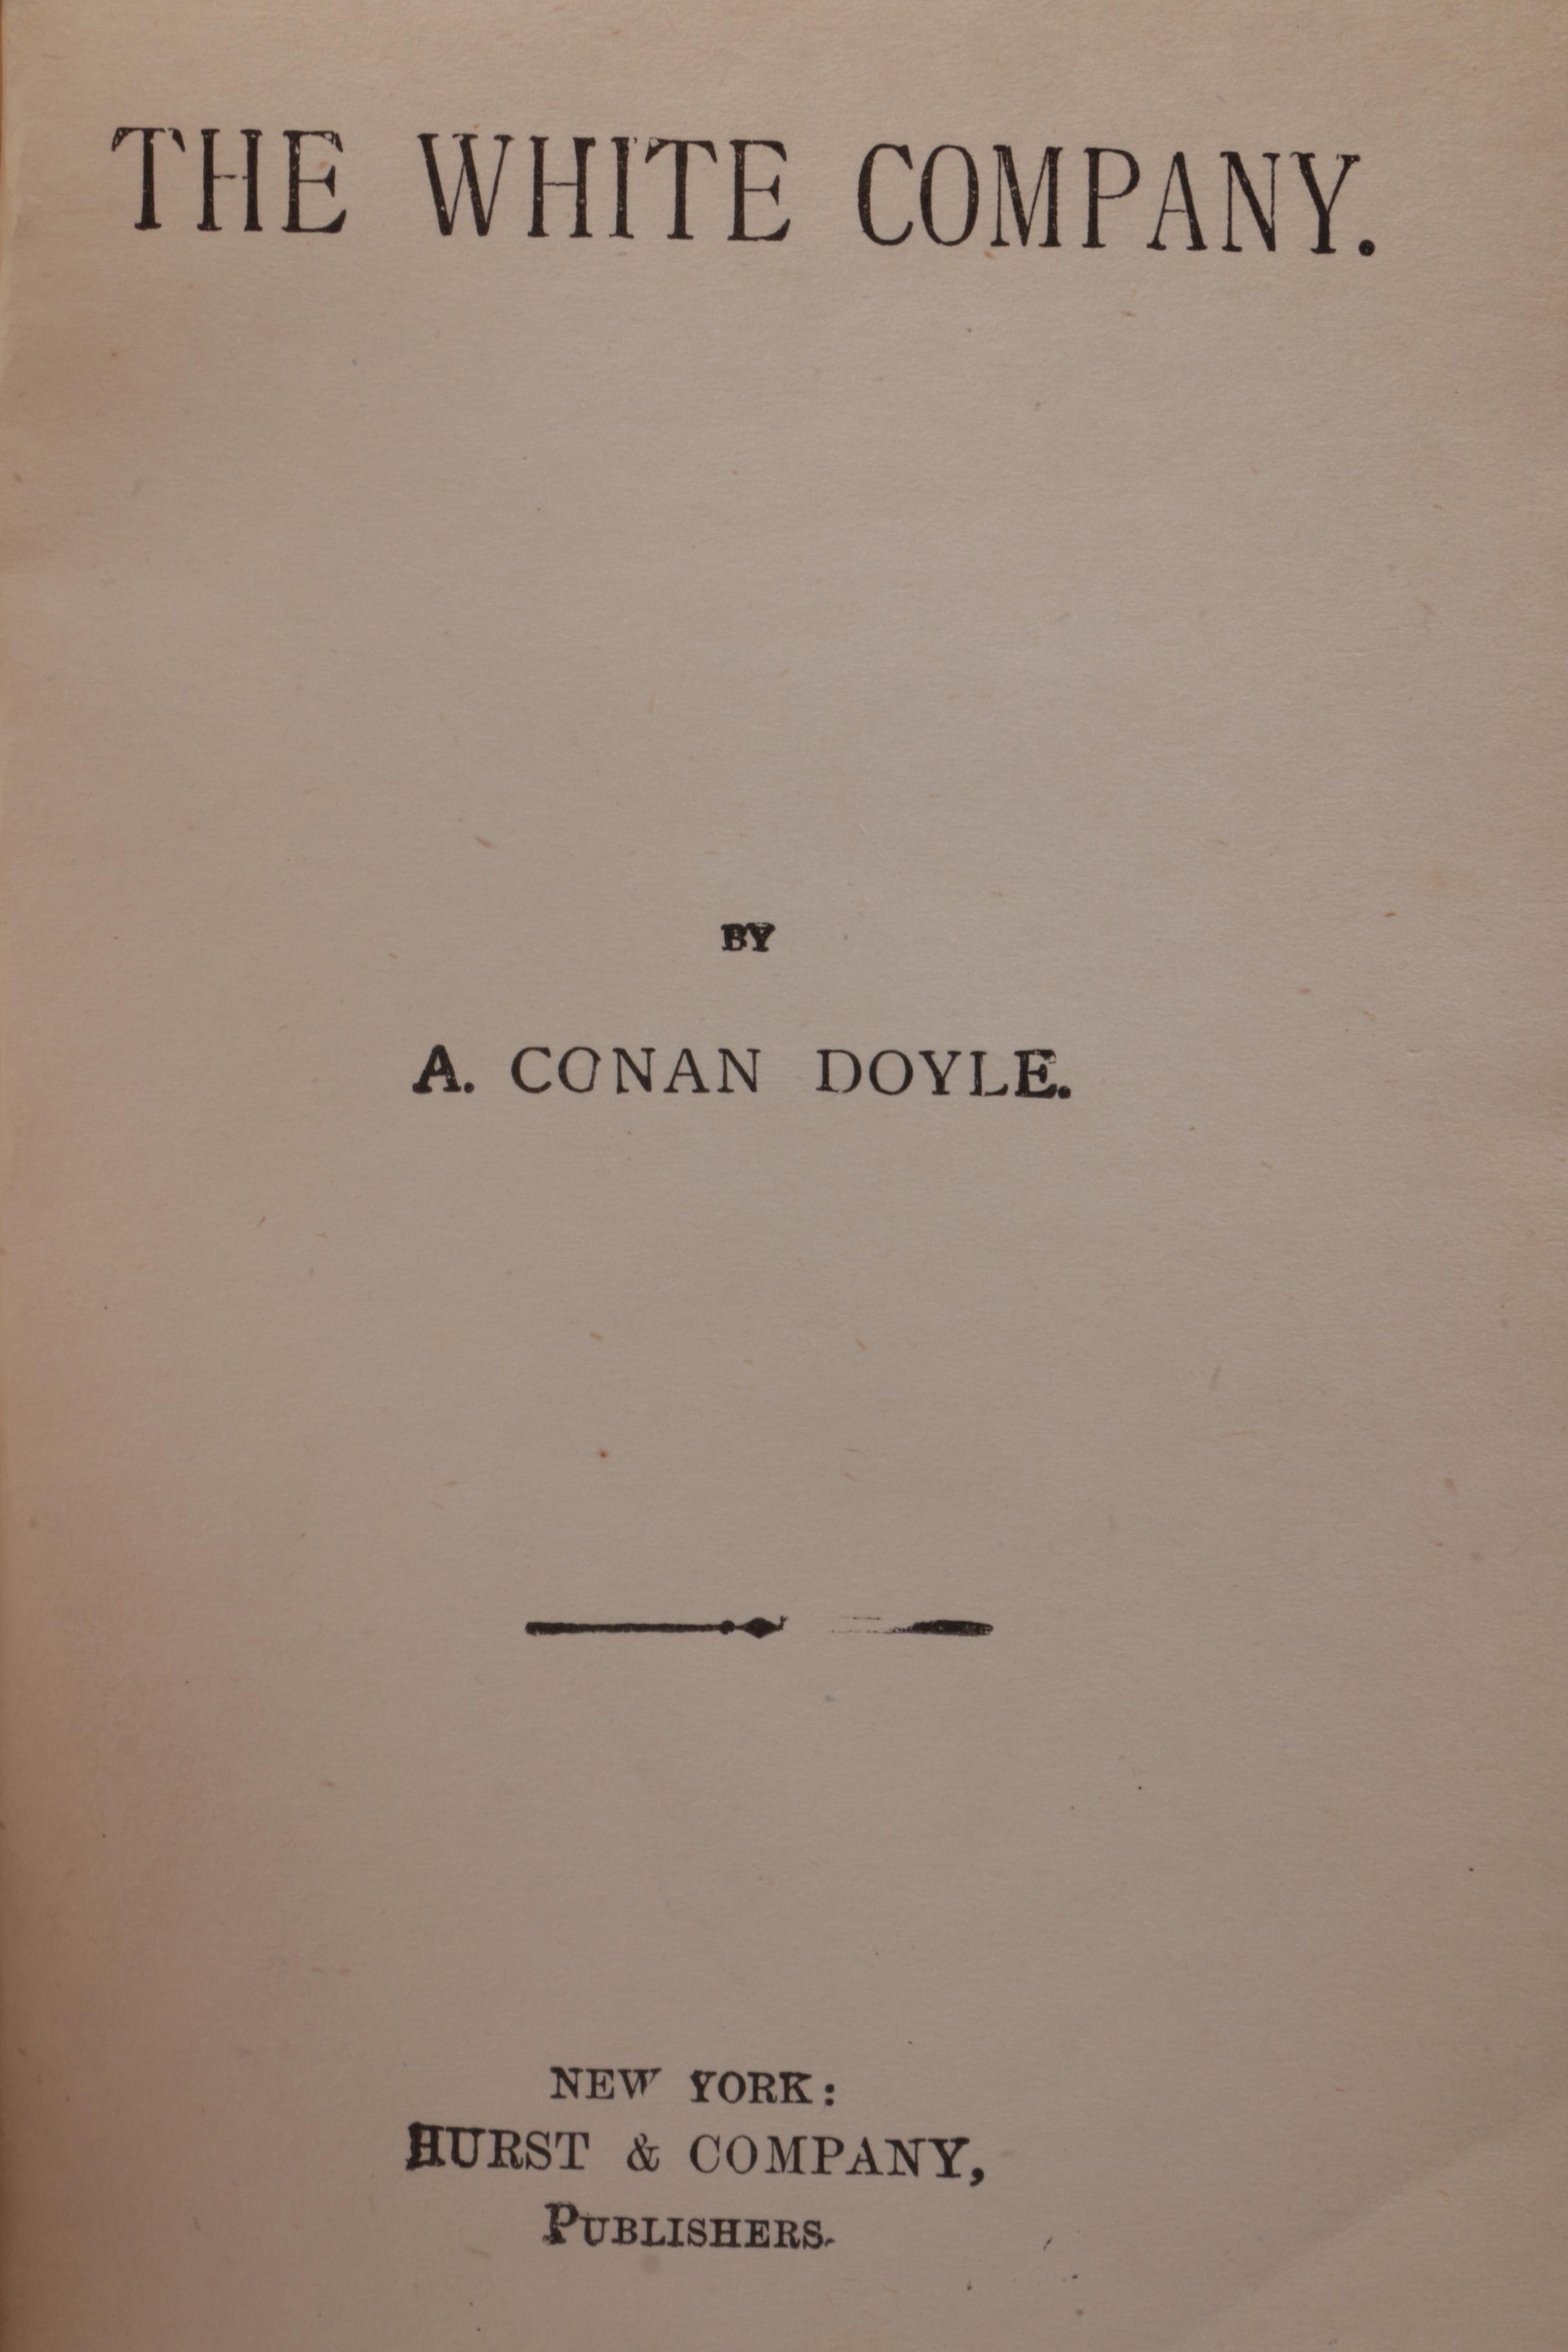 THE WHITE COMPANY.
BY
A. CONAN DOYLE.
NEW YORK:
HURST & COMPANY,
PUBLISHERS.